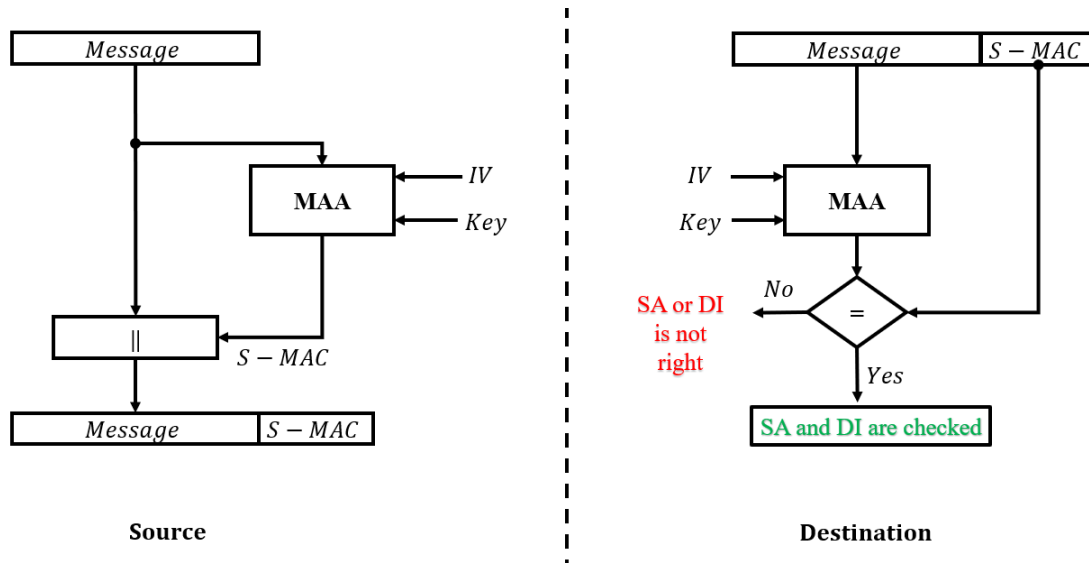 Message
IV
MAA
Key
||
S − MAC
Message
S − MAC
Source
Message
S − MAC
IV
MAA
Key
No
=
SA or DI
is not
right
Yes
SA and DI are checked
Destination